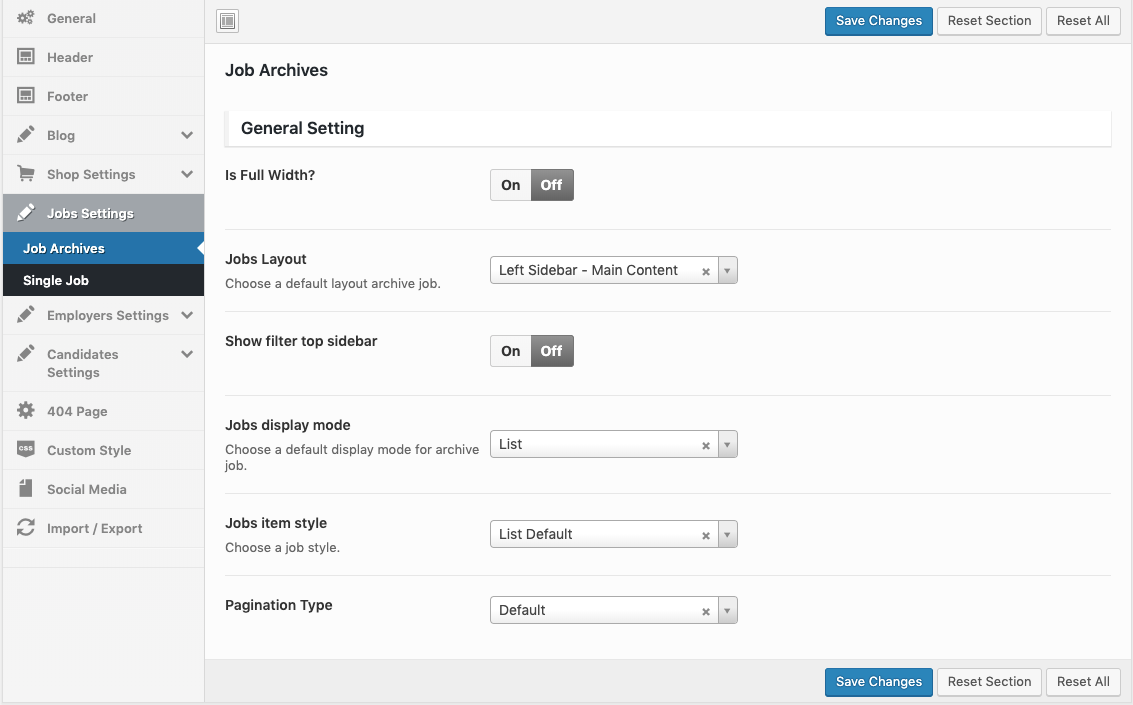 General
Header
Footer
Blog
Shop Settings
Jobs Settings
Job Archives
Single Job
Employers Settings
Candidates
Settings
404 Page
CSS
Custom Style
Social Media
Import / Export
Save Changes
Reset Section
Reset All
Job Archives
General Setting
Is Full Width?
On
Off
Jobs Layout
Choose a default layout archive job.
Left Sidebar - Main Content
Show filter top sidebar
On
Off
Jobs display mode
Choose a default display mode for archive
job.
List
Jobs item style
Choose a job style.
List Default
Pagination Type
Default
Save Changes
Reset Section
Reset All